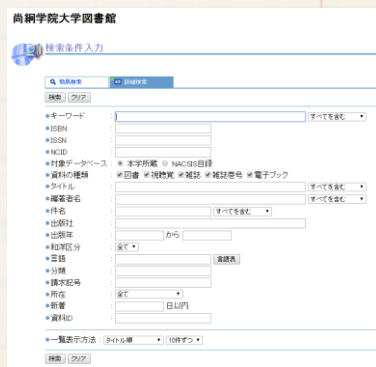 尚絅学院大学図書館
検索条件入力
簡易検索 詳細検索
検索 クリア
キーワード すべてを含む
ISBN
ISSN
NCID
対象データベース 本学所蔵 NACSIS目録
資料の種類 図書 視聴覚 雑誌 雑誌巻号 電子ブック
タイトル すべてを含む
編著者名 すべてを含む
件名 すべてを含む
出版社
出版年 から
和洋区分 全て
言語 言語表
分類
請求記号
所在 全て
新着 日以内
資料ID
一覧表示方法 : タイトル順 10件ずつ
検索 クリア